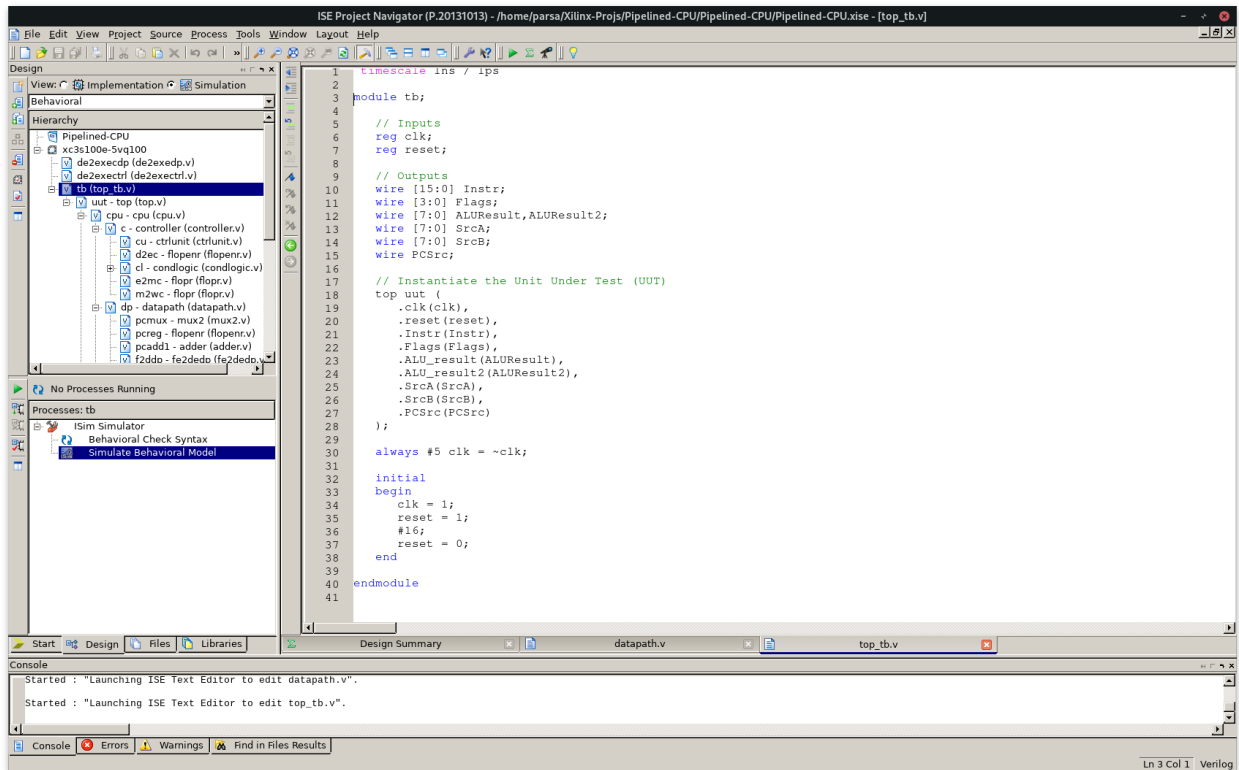 ISE Project Navigator (P.20131013) - /home/parsa/Xilinx-Projs/Pipelined-CPU/Pipelined-CPU/Pipelined-CPU.xise - [top_tb.v]
File Edit View Project Source Process Tools Window Layout Help
Design
View: Implementation Simulation
Behavioral
Hierarchy
Pipelined-CPU
xc3s100e-5vq100
de2exedp (de2exedp.v)
de2exectrl (de2exectrl.v)
tb (top_tb.v)
uut - top (top.v)
cpu - cpu (cpu.v)
c - controller (controller.v)
cu - ctrlunit (ctrlunit.v)
d2ec - flopenr (flopenr.v)
cl - condlogic (condlogic.v)
e2mc - flopr (flopr.v)
m2wc - flopr (flopr.v)
dp - datapath (datapath.v)
pcmux - mux2 (mux2.v)
pcreg - flopenr (flopenr.v)
pcadd1 - adder (adder.v)
f2ddp - fe2dedp (fe2dedp.v
No Processes Running
Processes: tb
ISim Simulator
Behavioral Check Syntax
Simulate Behavioral Model
Start Design Files Libraries
1 `timescale 1ns / 1ps
2
3 module tb;
4
5 // Inputs
6 reg clk;
7 reg reset;
8
9 // Outputs
10 wire [15:0] Instr;
11 wire [3:0] Flags;
12 wire [7:0] ALUResult,ALUResult2;
13 wire [7:0] SrcA;
14 wire [7:0] SrcB;
15 wire PCSrc;
16
17 // Instantiate the Unit Under Test (UUT)
18 top uut (
19 .clk(clk),
20 .reset(reset),
21 .Instr(Instr),
22 .Flags(Flags),
23 .ALU_result(ALUResult),
24 .ALU_result2(ALUResult2),
25 .SrcA(SrcA),
26 .SrcB(SrcB),
27 .PCSrc(PCSrc)
28 );
29
30 always #5 clk = ~clk;
31
32 initial
33 begin
34 clk = 1;
35 reset = 1;
36 #16;
37 reset = 0;
38 end
39
40 endmodule
41
Design Summary datapath.v top_tb.v
Console
Started : "Launching ISE Text Editor to edit datapath.v".
Started : "Launching ISE Text Editor to edit top_tb.v".
Console Errors Warnings Find in Files Results
Ln 3 Col 1 Verilog